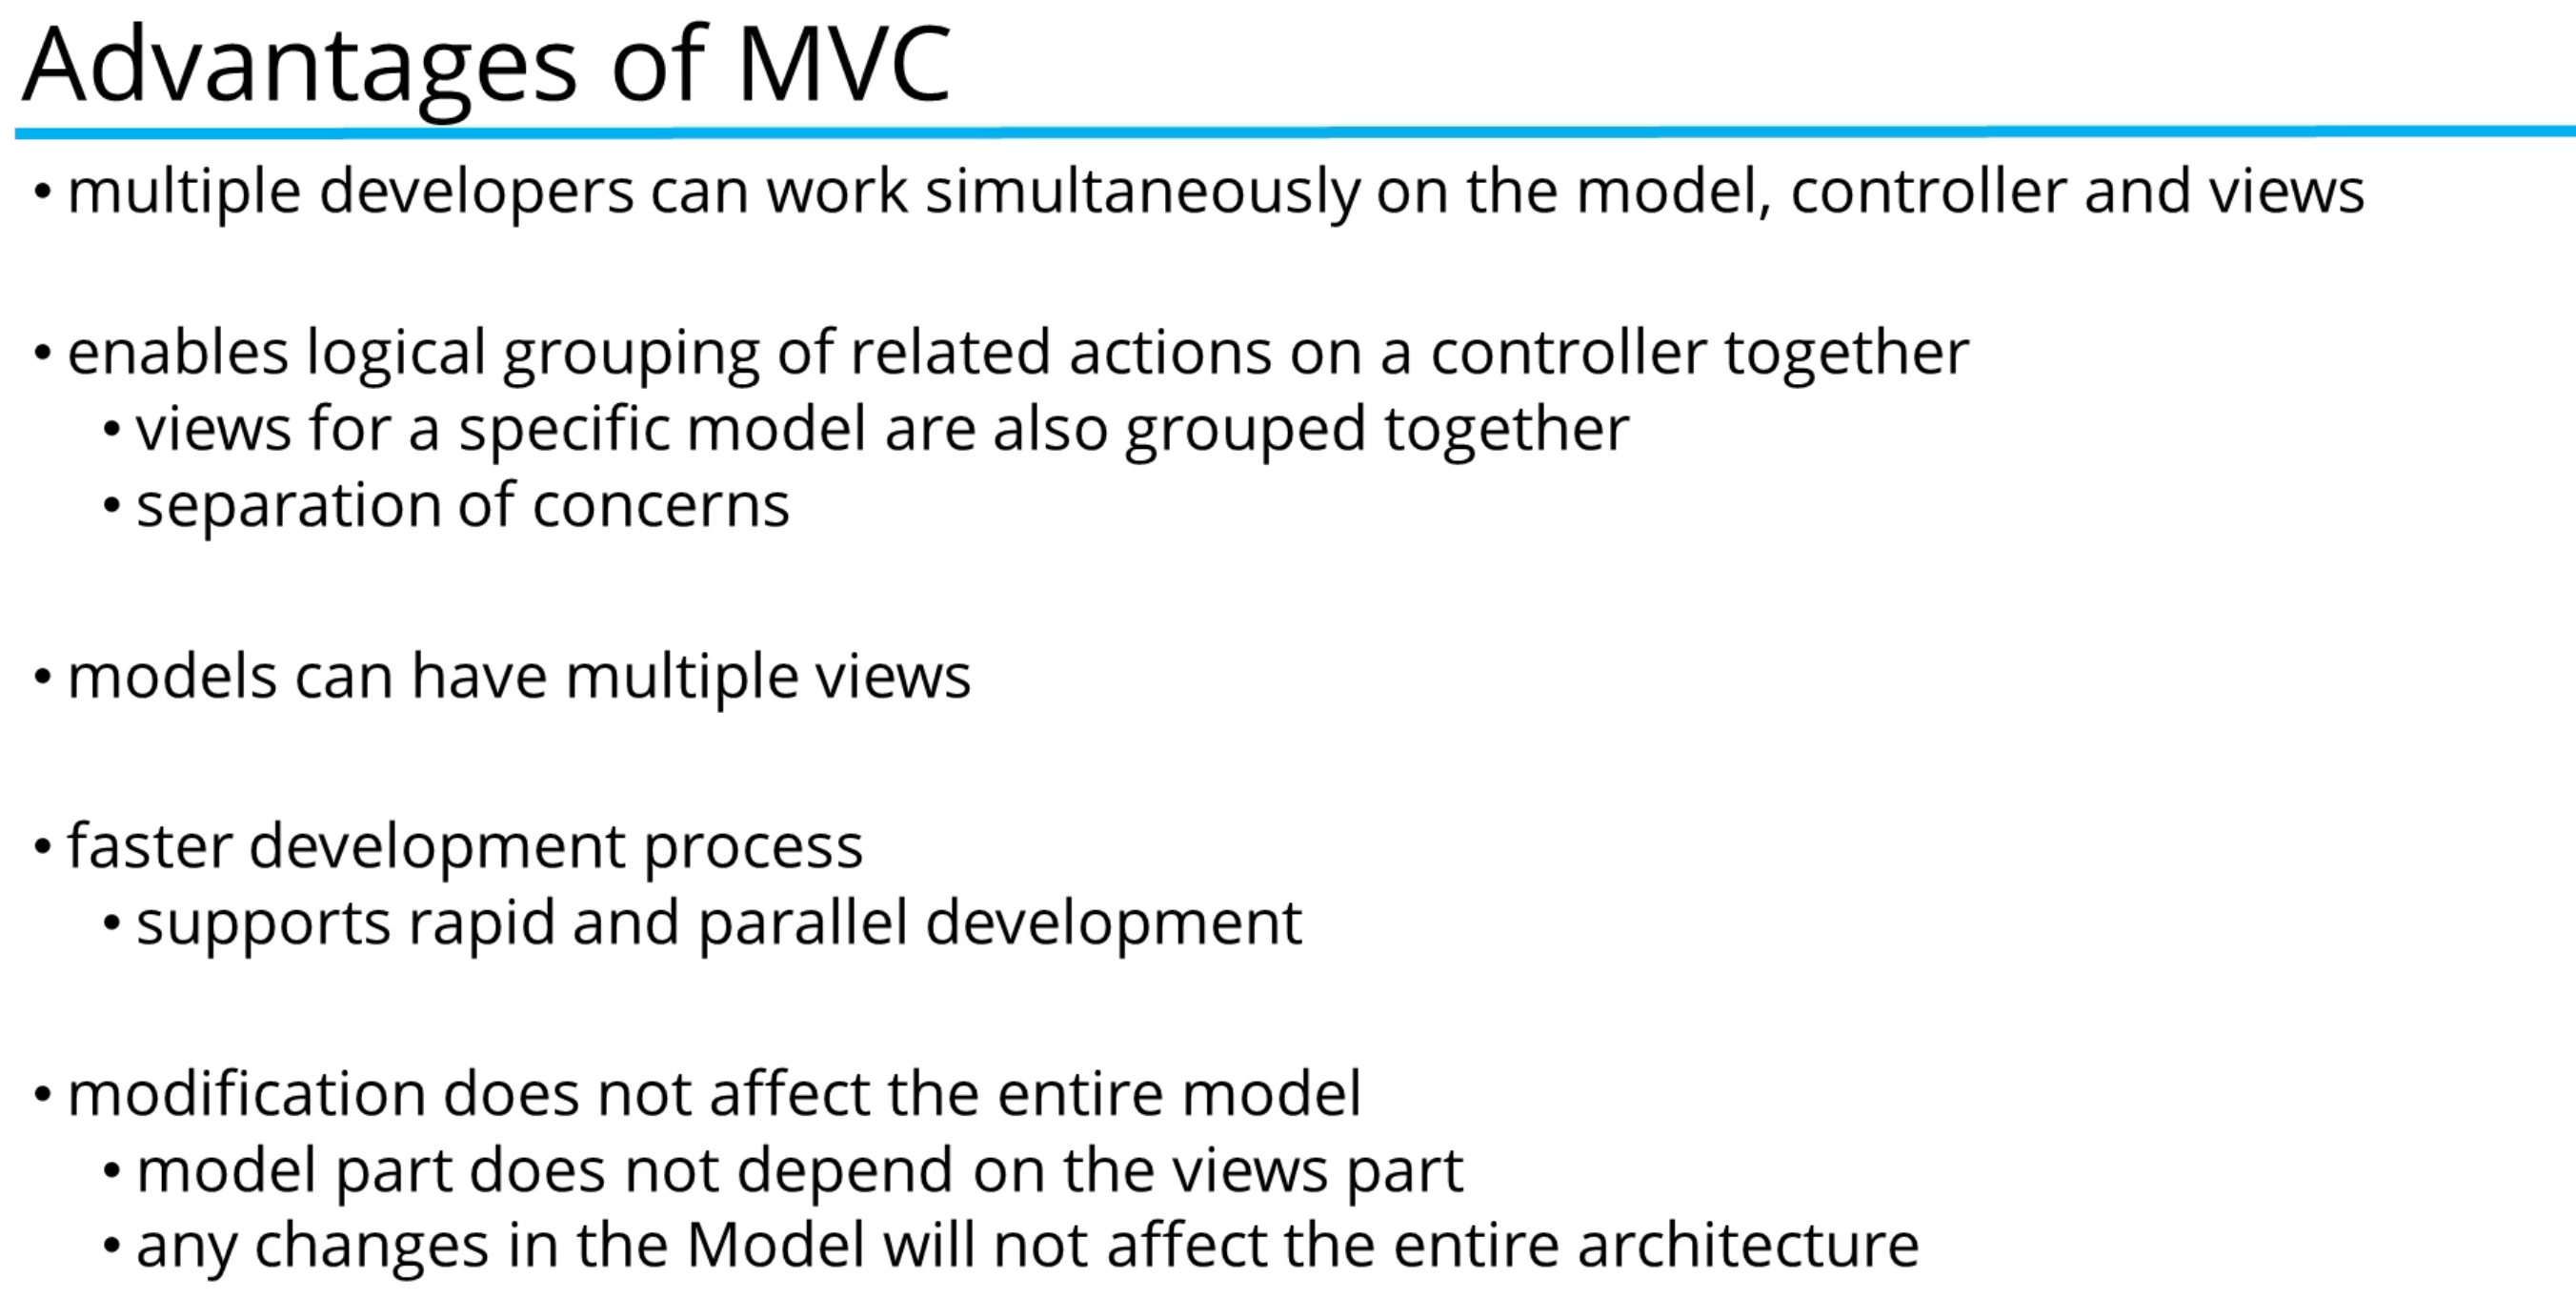 Advantages of MVC
• multiple developers can work simultaneously on the model, controller and views
• enables logical grouping of related actions on a controller together
• views for a specific model are also grouped together
• separation of concerns
• models can have multiple views
• faster development process
• supports rapid and parallel development
• modification does not affect the entire model
• model part does not depend on the views part
• any changes in the Model will not affect the entire architecture